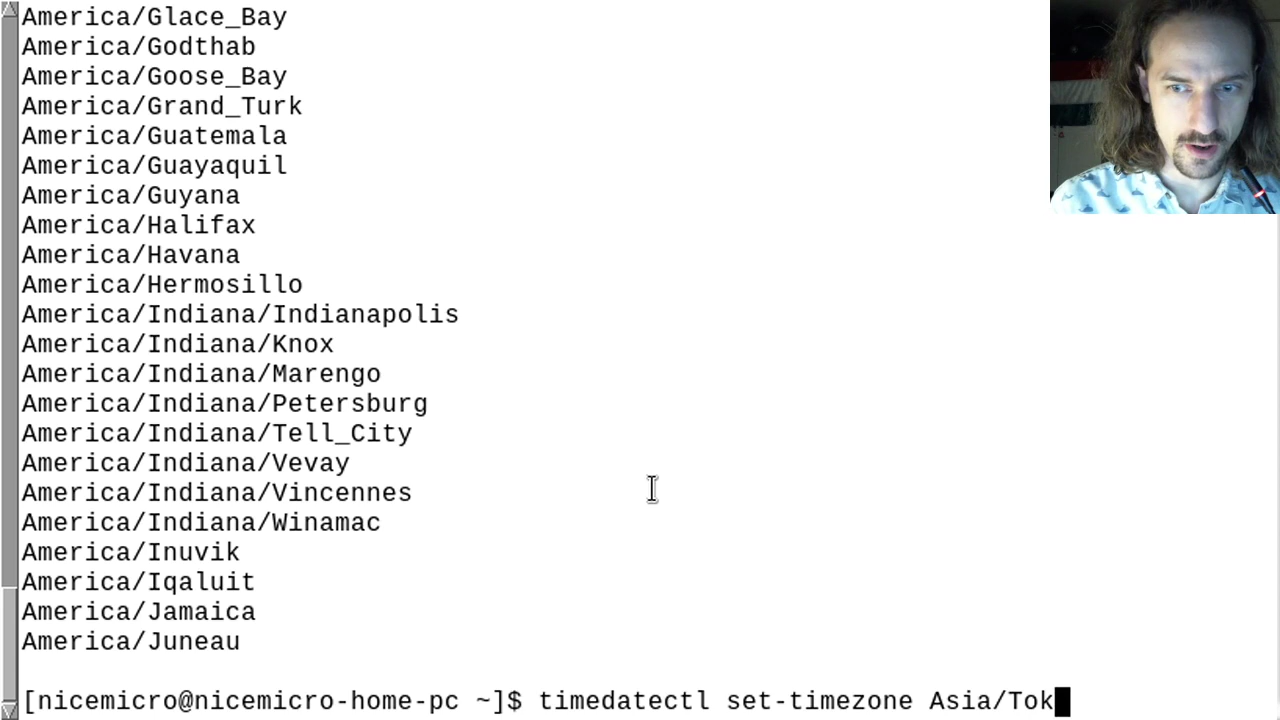 America/Glace_Bay
America/Godthab
America/Goose_Bay
America/Grand_Turk
America/Guatemala
America/Guayaquil
America/Guyana
America/Halifax
America/Havana
America/Hermosillo
America/Indiana/Indianapolis
America/Indiana/Knox
America/Indiana/Marengo
America/Indiana/Petersburg
America/Indiana/Tell_City
America/Indiana/Vevay
America/Indiana/Vincennes
America/Indiana/Winamac
America/Inuvik
America/Iqaluit
America/Jamaica
America/Juneau
[nicemicro@nicemicro-home-pc ~]$ timedatectl set-timezone Asia/Tok